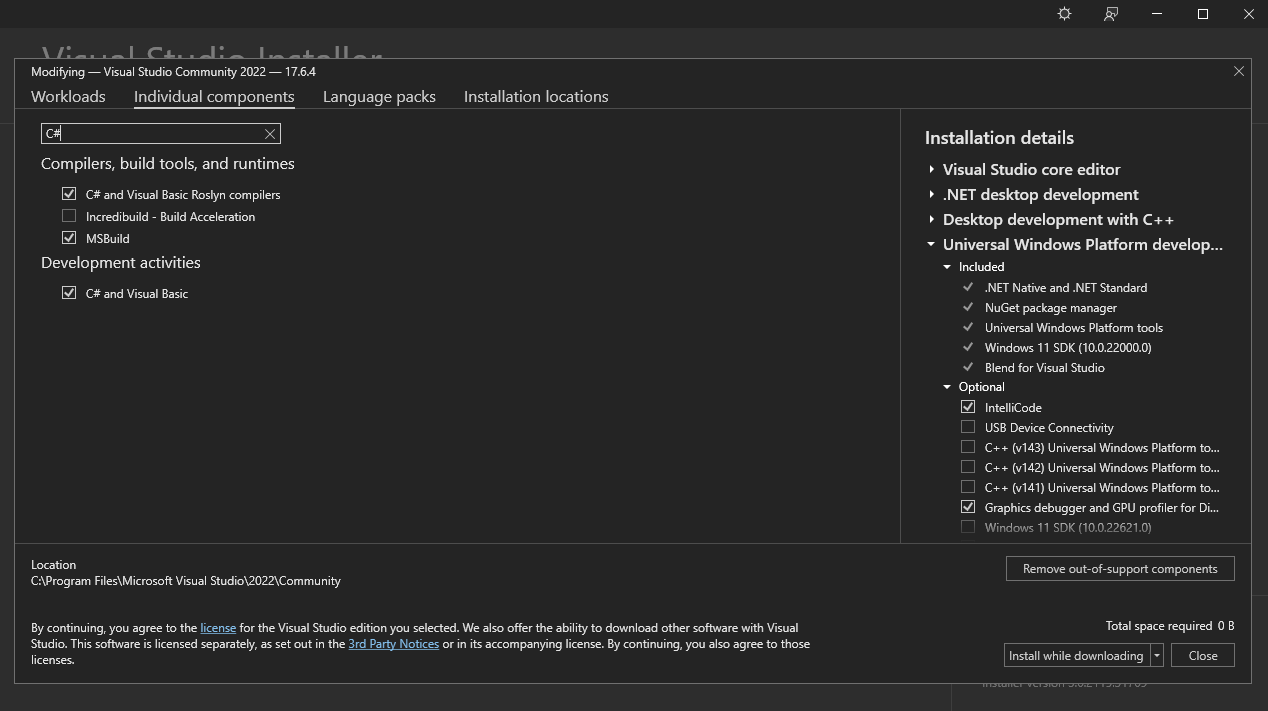 Visual Studio Installer
Modifying — Visual Studio Community 2022 — 17.6.4
Workloads
Individual components
Language packs
Installation locations
C#
Compilers, build tools, and runtimes
C# and Visual Basic Roslyn compilers
Incredibuild - Build Acceleration
MSBuild
Development activities
C# and Visual Basic
Installation details
Visual Studio core editor
.NET desktop development
Desktop development with C++
Universal Windows Platform develop...
Included
.NET Native and .NET Standard
NuGet package manager
Universal Windows Platform tools
Windows 11 SDK (10.0.22000.0)
Blend for Visual Studio
Optional
IntelliCode
USB Device Connectivity
C++ (v143) Universal Windows Platform to...
C++ (v142) Universal Windows Platform to...
C++ (v141) Universal Windows Platform to...
Graphics debugger and GPU profiler for Di...
Windows 11 SDK (10.0.22621.0)
Location
C:\Program Files\Microsoft Visual Studio\2022\Community
Remove out-of-support components
By continuing, you agree to the license for the Visual Studio edition you selected. We also offer the ability to download other software with Visual
Studio. This software is licensed separately, as set out in the 3rd Party Notices or in its accompanying license. By continuing, you also agree to those
licenses.
Total space required 0 B
Install while downloading
Close